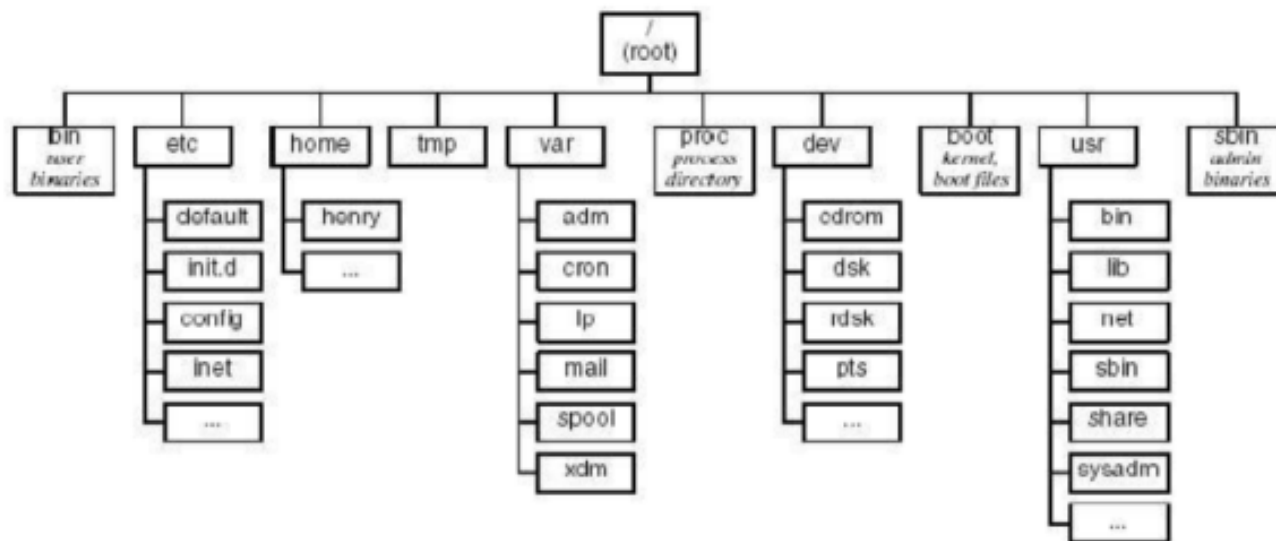 /
(root)
bin
user
binaries
etc
home
tmp
var
proc
process
directory
dev
boot
kernel,
boot files
usr
sbin
admin
binaries
default
init.d
config
inet
...
henry
...
adm
cron
lp
mail
spool
xdm
cdrom
dsk
rdsk
pts
...
bin
lib
net
sbin
share
sysadm
...